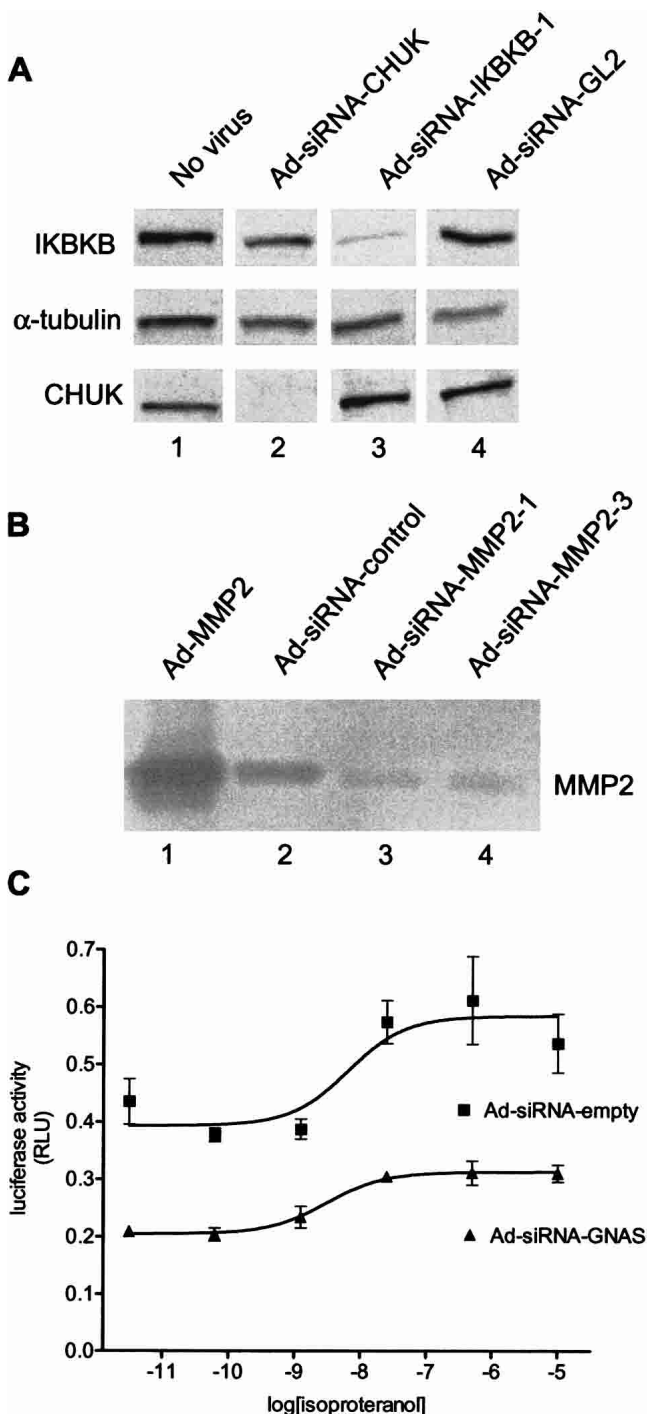 A
No virus
Ad-siRNA-CHUK
Ad-siRNA-IKBKB-1
Ad-siRNA-GL2
IKBKB
α-tubulin
CHUK
1 2 3 4
B
Ad-MMP2
Ad-siRNA-control
Ad-siRNA-MMP2-1
Ad-siRNA-MMP2-3
MMP2
1 2 3 4
C
luciferase activity
(RLU)
0.7
0.6
0.5
0.4
0.3
0.2
0.1
0.0
Ad-siRNA-empty
Ad-siRNA-GNAS
-11 -10 -9 -8 -7 -6 -5
log[isoproteranol]